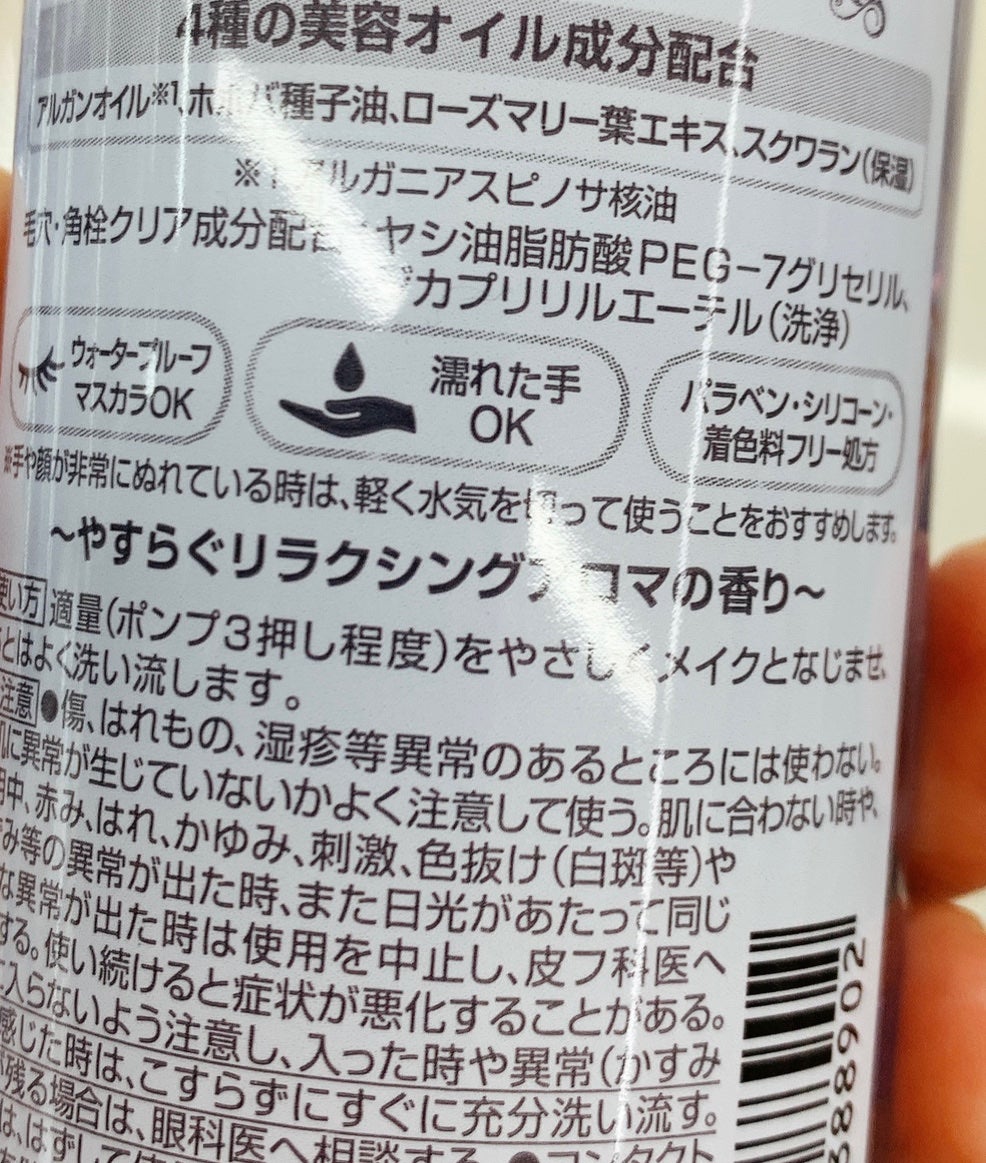 4種の美容オイル成分配合
アルガンオイル※1、ホホバ種子油、ローズマリー葉エキス、スクワラン(保湿)
※1 アルガニアスピノサ核油
毛穴・角栓クリア成分配合 ヤシ油脂肪酸PEG-7グリセリル、
ジカプリリルエーテル(洗浄)
ウォータープルーフ
マスカラOK
濡れた手
OK
パラベン・シリコーン・
着色料フリー処方
※手や顔が非常にぬれている時は、軽く水気を切って使うことをおすすめします。
~やすらぐリラクシングアロマの香り~
使い方 適量(ポンプ3押し程度)をやさしくメイクとなじませ、
とはよく洗い流します。
注意 ●傷、はれもの、湿疹等異常のあるところには使わない。
肌に異常が生じていないかよく注意して使う。肌に合わない時や、
用中、赤み、はれ、かゆみ、刺激、色抜け(白斑等)や
み等の異常が出た時、また日光があたって同じ
な異常が出た時は使用を中止し、皮フ科医へ
する。使い続けると症状が悪化することがある。
に入らないよう注意し、入った時や異常(かすみ
感じた時は、こすらずにすぐに充分洗い流す。
が残る場合は、眼科医へ相談する。●コンタクト
は、はずして使
888902